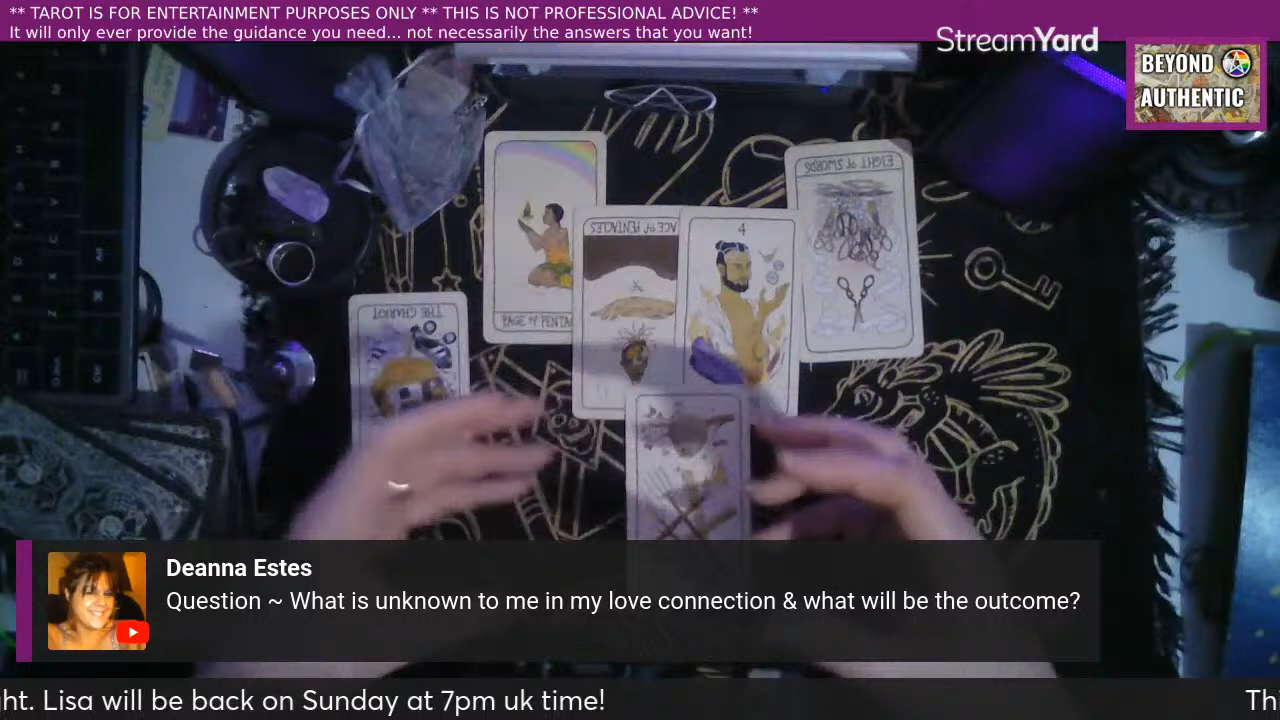 ** TAROT IS FOR ENTERTAINMENT PURPOSES ONLY ** THIS IS NOT PROFESSIONAL ADVICE! **
It will only ever provide the guidance you need... not necessarily the answers that you want!
StreamYard
BEYOND
AUTHENTIC
EIGHT of SWORDS
ACE of PENTACLES
4
PAGE of PENTA
THE CHARIOT
Deanna Estes
Question ~ What is unknown to me in my love connection & what will be the outcome?
ht. Lisa will be back on Sunday at 7pm uk time!
Th